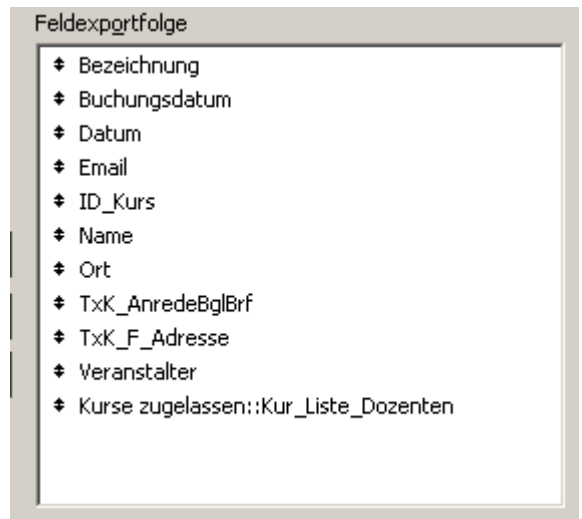 Feldexportfolge
Bezeichnung
Buchungsdatum
Datum
Email
ID_Kurs
Name
Ort
TxK_AnredeBglBrf
TxK_F_Adresse
Veranstalter
Kurse zugelassen::Kur_Liste_Dozenten